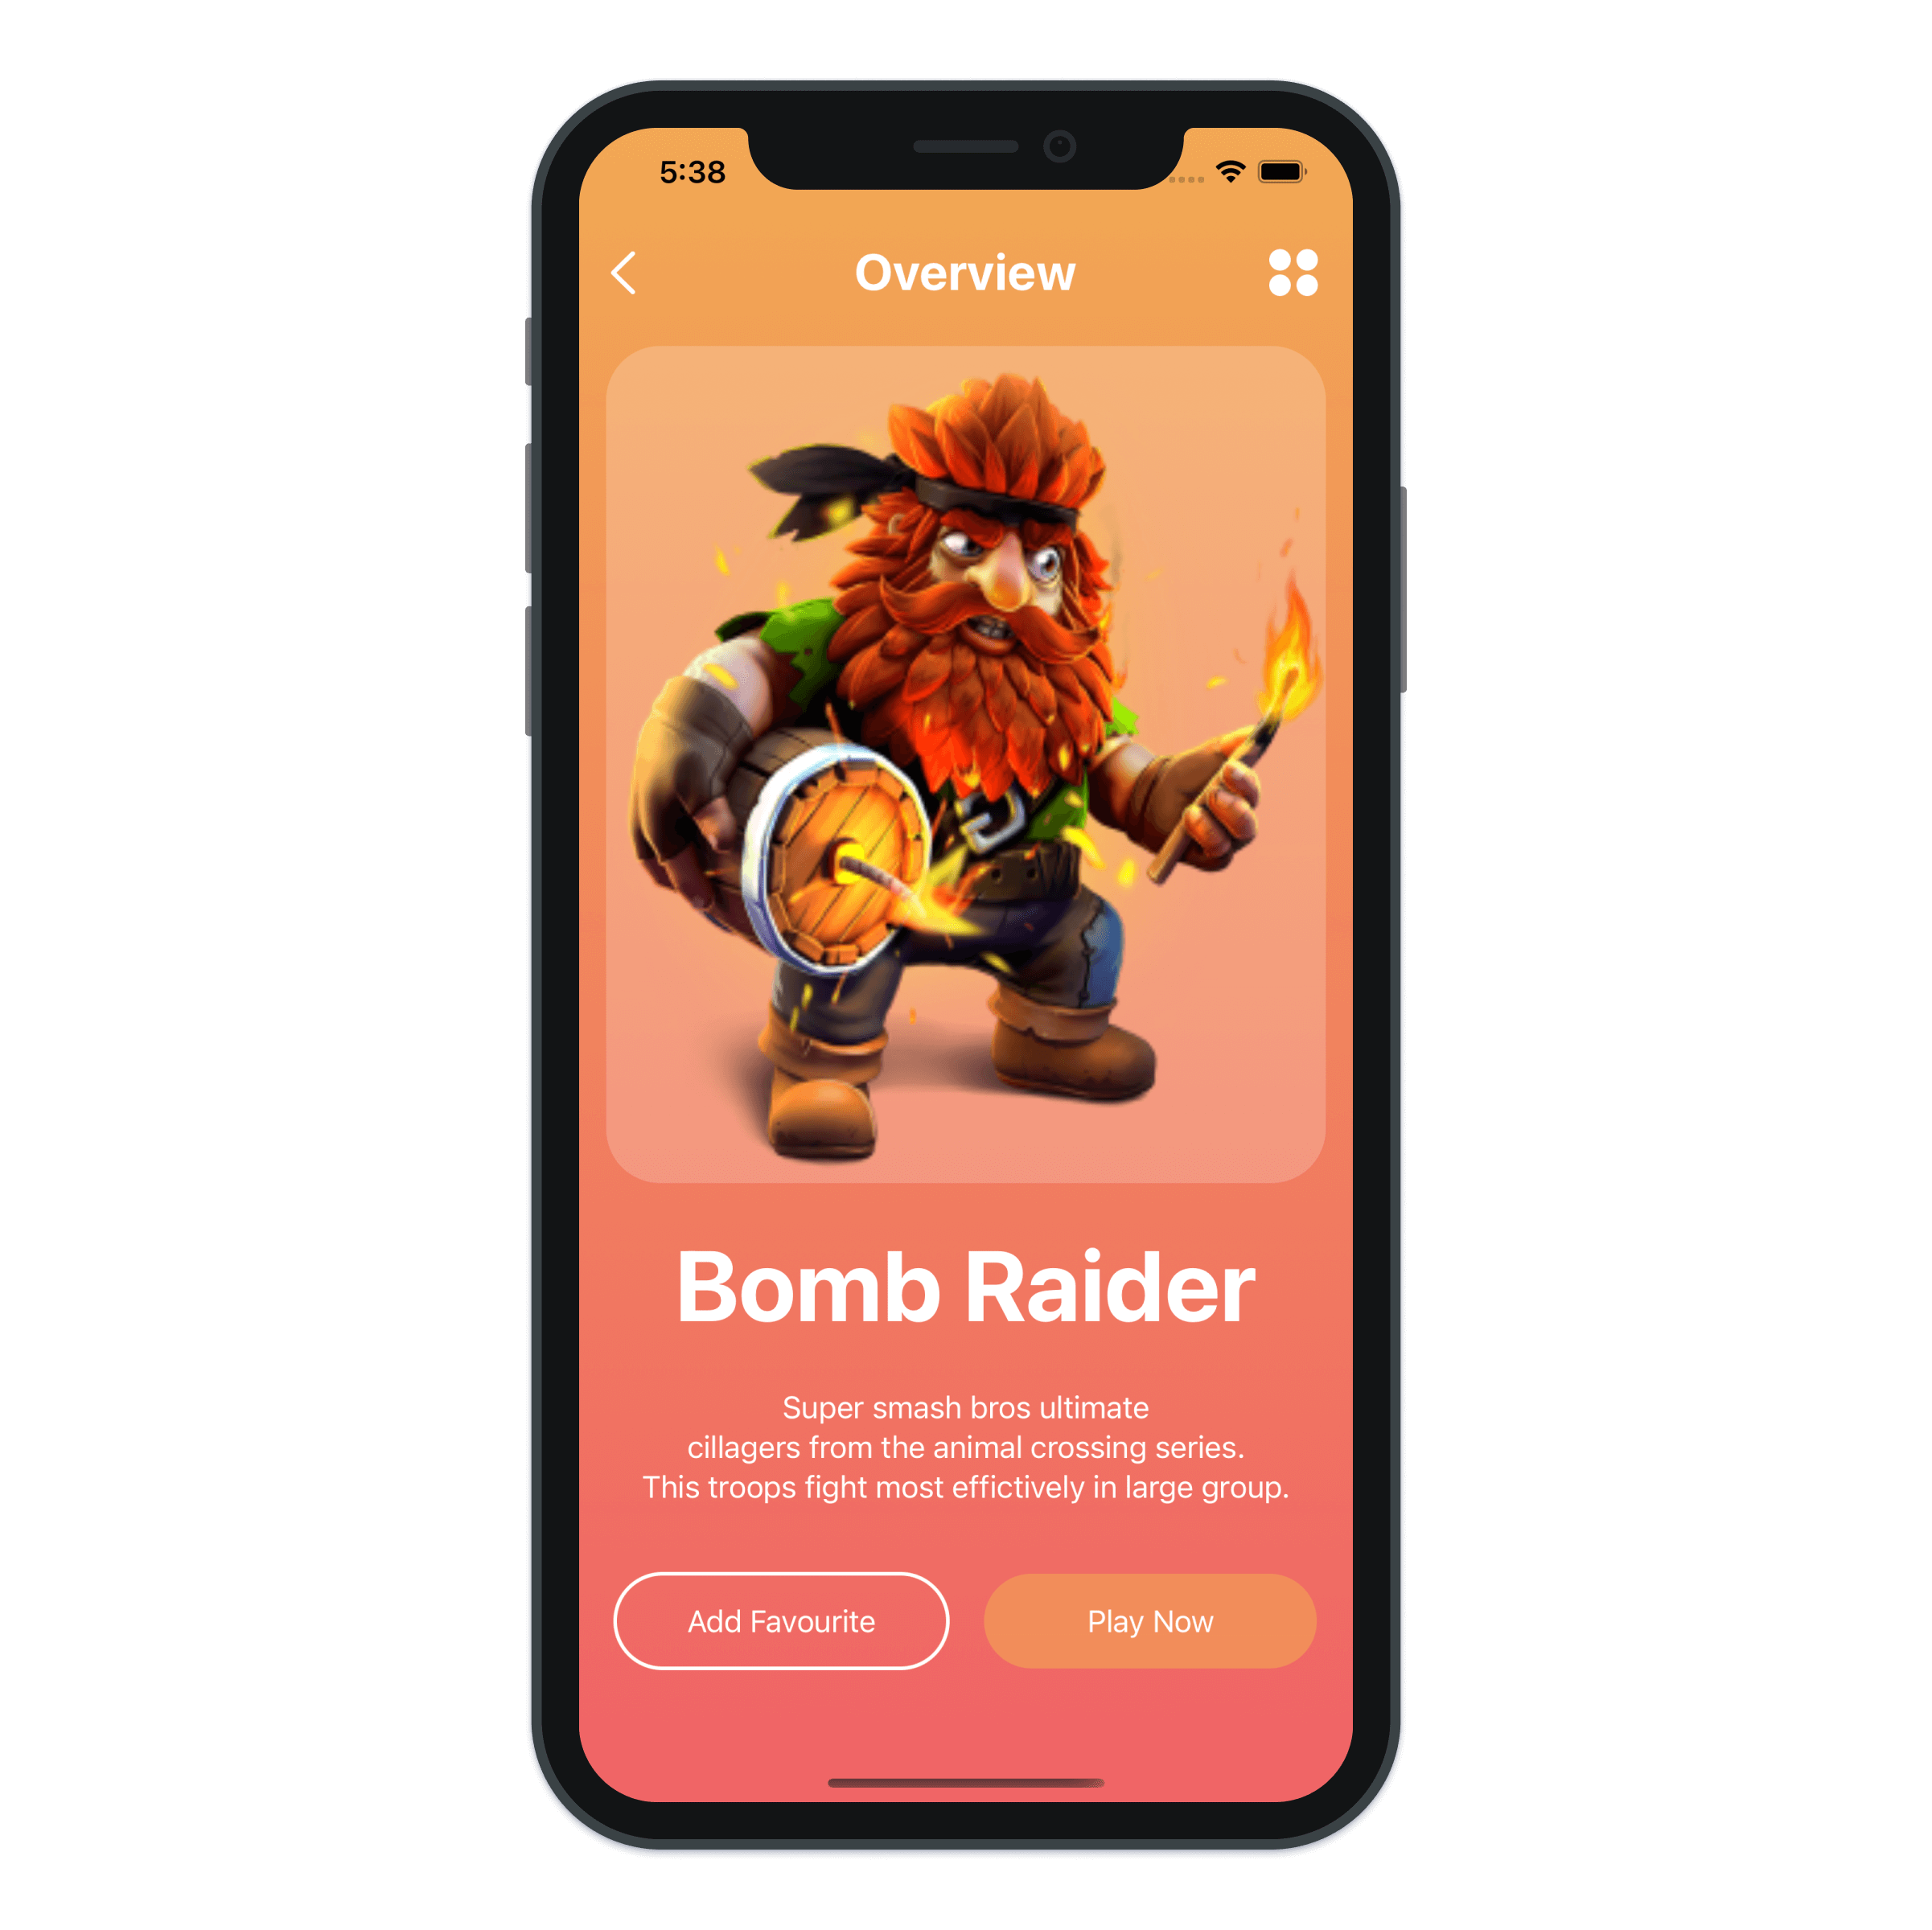 5:38
Overview
Bomb Raider
Super smash bros ultimate
cillagers from the animal crossing series.
This troops fight most effictively in large group.
Add Favourite
Play Now